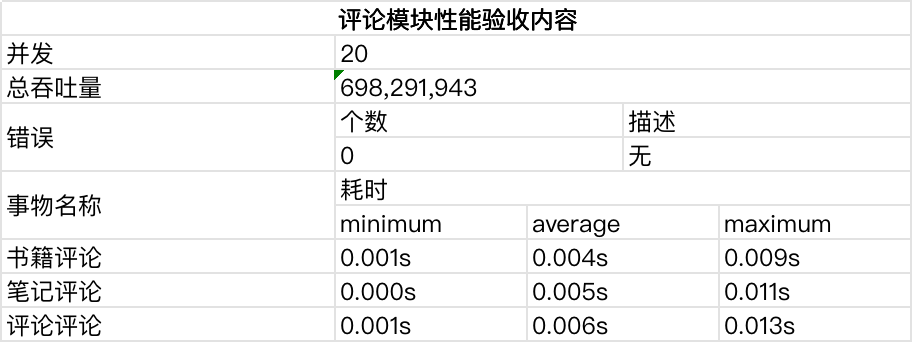 评论模块性能验收内容
并发 20
总吞吐量 698,291,943
错误 个数 描述
0 无
事物名称 耗时
minimum average maximum
书籍评论 0.001s 0.004s 0.009s
笔记评论 0.000s 0.005s 0.011s
评论评论 0.001s 0.006s 0.013s